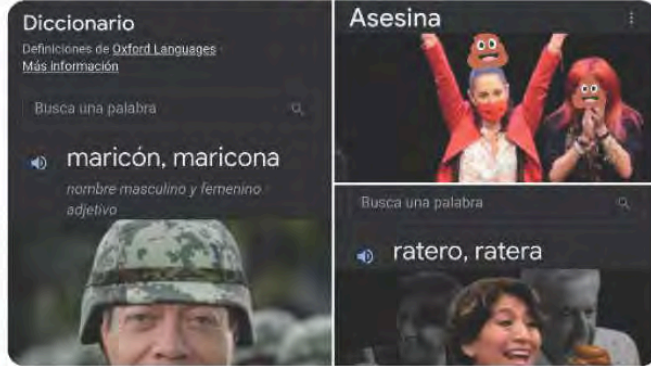 Diccionario
Definiciones de Oxford Languages
Más información
Busca una palabra
maricón, maricona
nombre masculino y femenino
adjetivo
Asesina
Busca una palabra
ratero, ratera